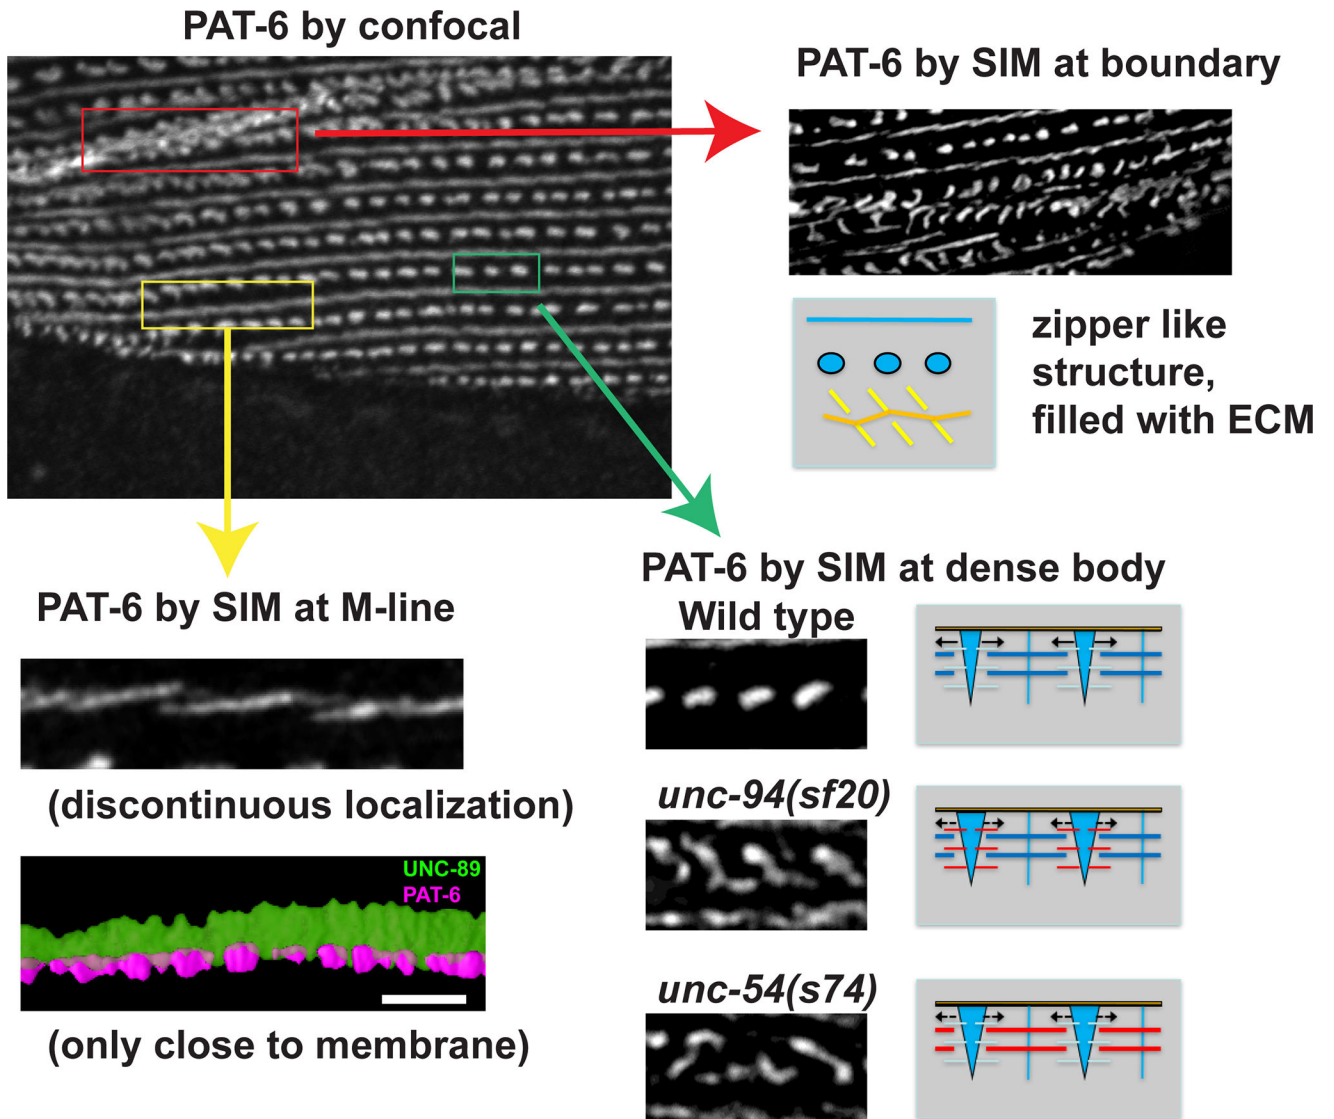 PAT-6 by confocal
PAT-6 by SIM at boundary
zipper like
structure,
filled with ECM
PAT-6 by SIM at M-line
(discontinuous localization)
UNC-89
PAT-6
(only close to membrane)
PAT-6 by SIM at dense body
Wild type
unc-94(sf20)
unc-54(s74)